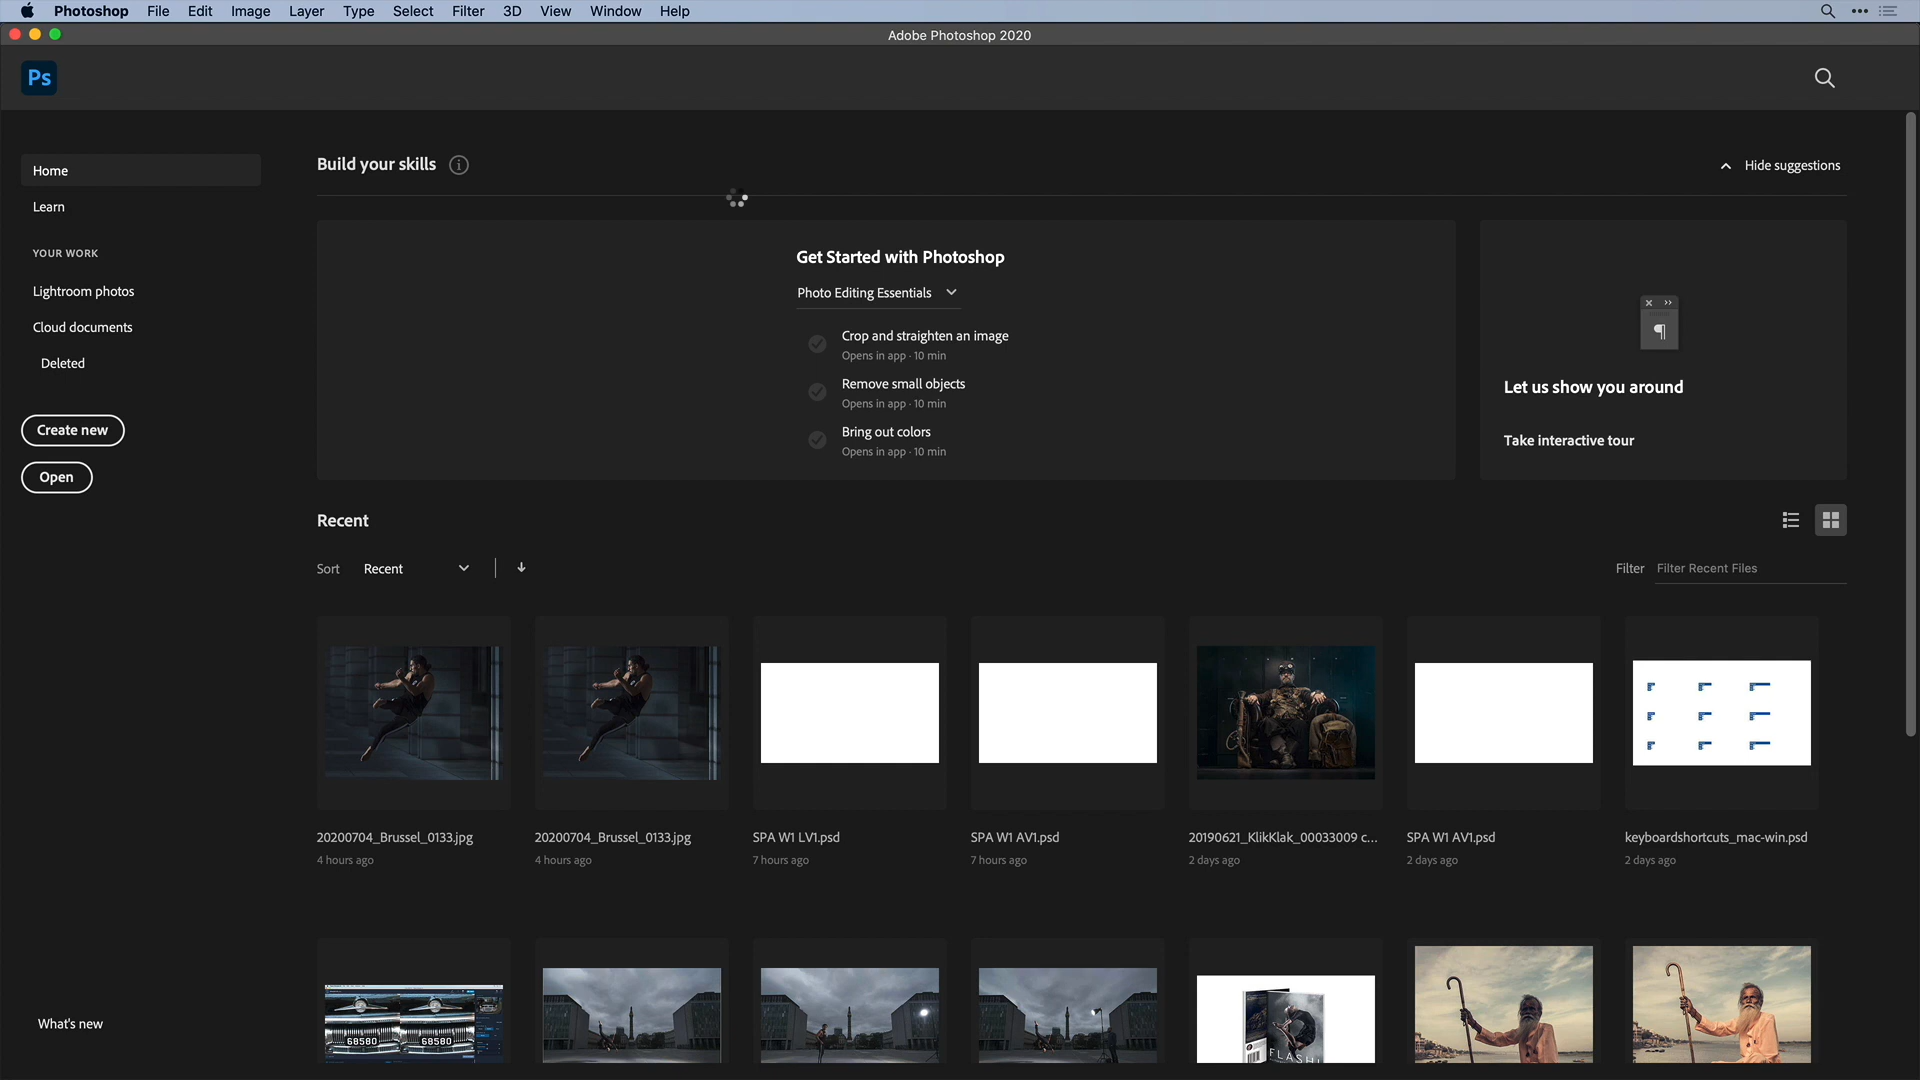 Photoshop File Edit Image Layer Type Select Filter 3D View Window Help
Adobe Photoshop 2020
Ps
Home
Learn
YOUR WORK
Lightroom photos
Cloud documents
Deleted
Create new
Open
What's new
Build your skills
Hide suggestions
Get Started with Photoshop
Photo Editing Essentials
Crop and straighten an image
Opens in app · 10 min
Remove small objects
Opens in app · 10 min
Bring out colors
Opens in app · 10 min
Let us show you around
Take interactive tour
Recent
Sort Recent
Filter Filter Recent Files
20200704_Brussel_0133.jpg
4 hours ago
20200704_Brussel_0133.jpg
4 hours ago
SPA W1 LV1.psd
7 hours ago
SPA W1 AV1.psd
7 hours ago
20190621_KlikKlak_00033009 c...
2 days ago
SPA W1 AV1.psd
2 days ago
keyboardshortcuts_mac-win.psd
2 days ago
68580 68580
FLASH!